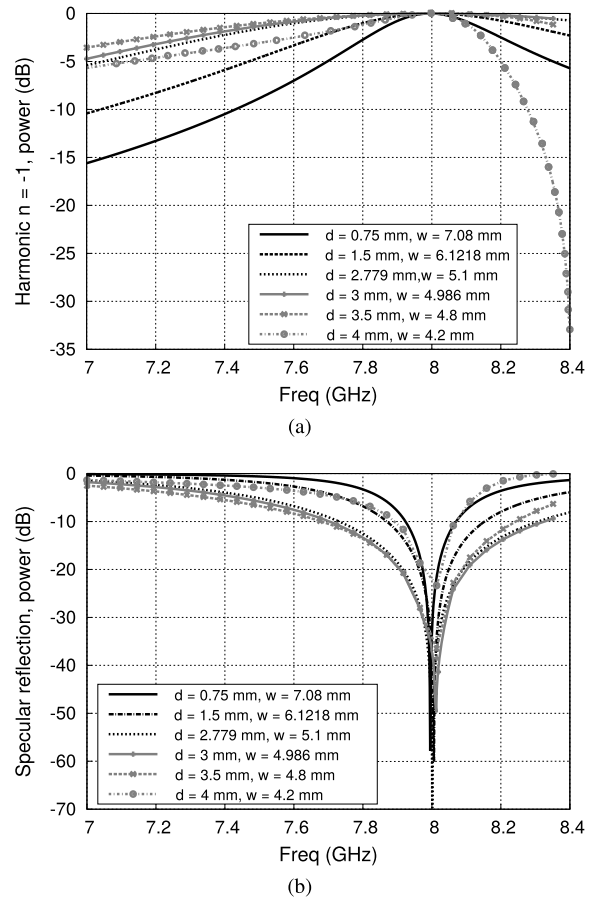 Harmonic n = -1, power (dB)
0
-5
-10
-15
-20
-25
-30
-35
d = 0.75 mm, w = 7.08 mm
d = 1.5 mm, w = 6.1218 mm
d = 2.779 mm,w = 5.1 mm
d = 3 mm, w = 4.986 mm
d = 3.5 mm, w = 4.8 mm
d = 4 mm, w = 4.2 mm
7 7.2 7.4 7.6 7.8 8 8.2 8.4
Freq (GHz)
(a)
Specular reflection, power (dB)
0
-10
-20
-30
-40
-50
-60
-70
d = 0.75 mm, w = 7.08 mm
d = 1.5 mm, w = 6.1218 mm
d = 2.779 mm, w = 5.1 mm
d = 3 mm, w = 4.986 mm
d = 3.5 mm, w = 4.8 mm
d = 4 mm, w = 4.2 mm
7 7.2 7.4 7.6 7.8 8 8.2 8.4
Freq (GHz)
(b)